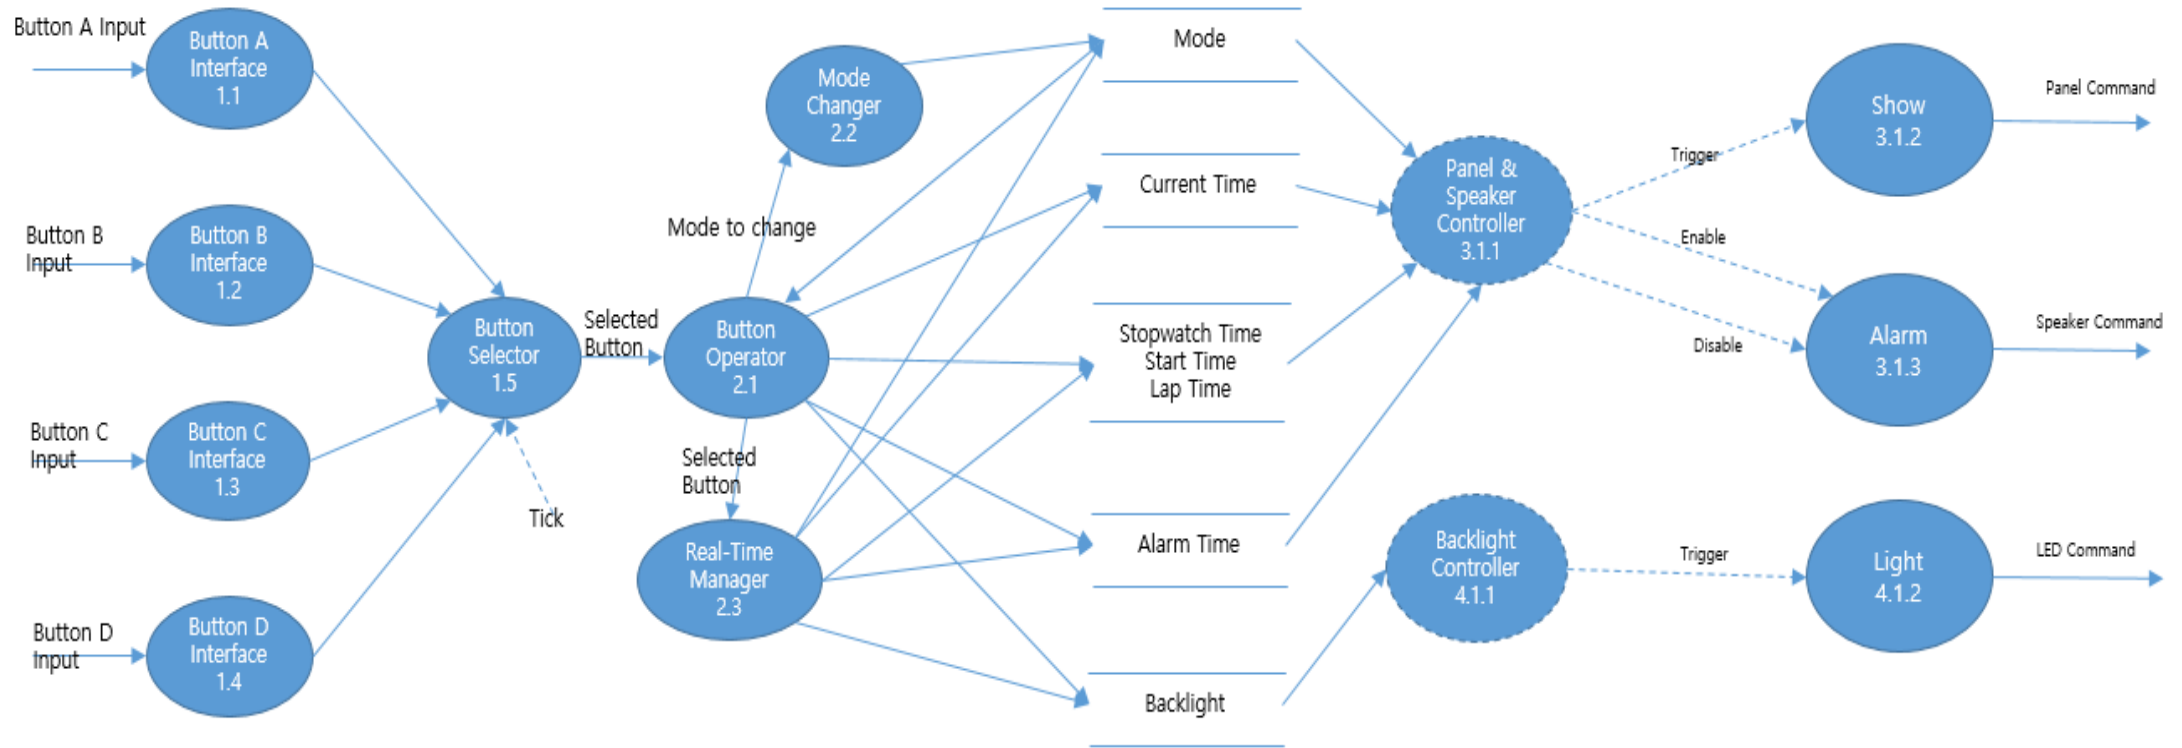 Button A Input
Button A
Interface
1.1
Button B
Input
Button B
Interface
1.2
Button C
Input
Button C
Interface
1.3
Button D
Input
Button D
Interface
1.4
Button
Selector
1.5
Tick
Selected
Button
Mode
Changer
2.2
Mode to change
Button
Operator
2.1
Selected
Button
Real-Time
Manager
2.3
Mode
Current Time
Stopwatch Time
Start Time
Lap Time
Alarm Time
Backlight
Panel &
Speaker
Controller
3.1.1
Backlight
Controller
4.1.1
Trigger
Enable
Disable
Trigger
Show
3.1.2
Alarm
3.1.3
Light
4.1.2
Panel Command
Speaker Command
LED Command